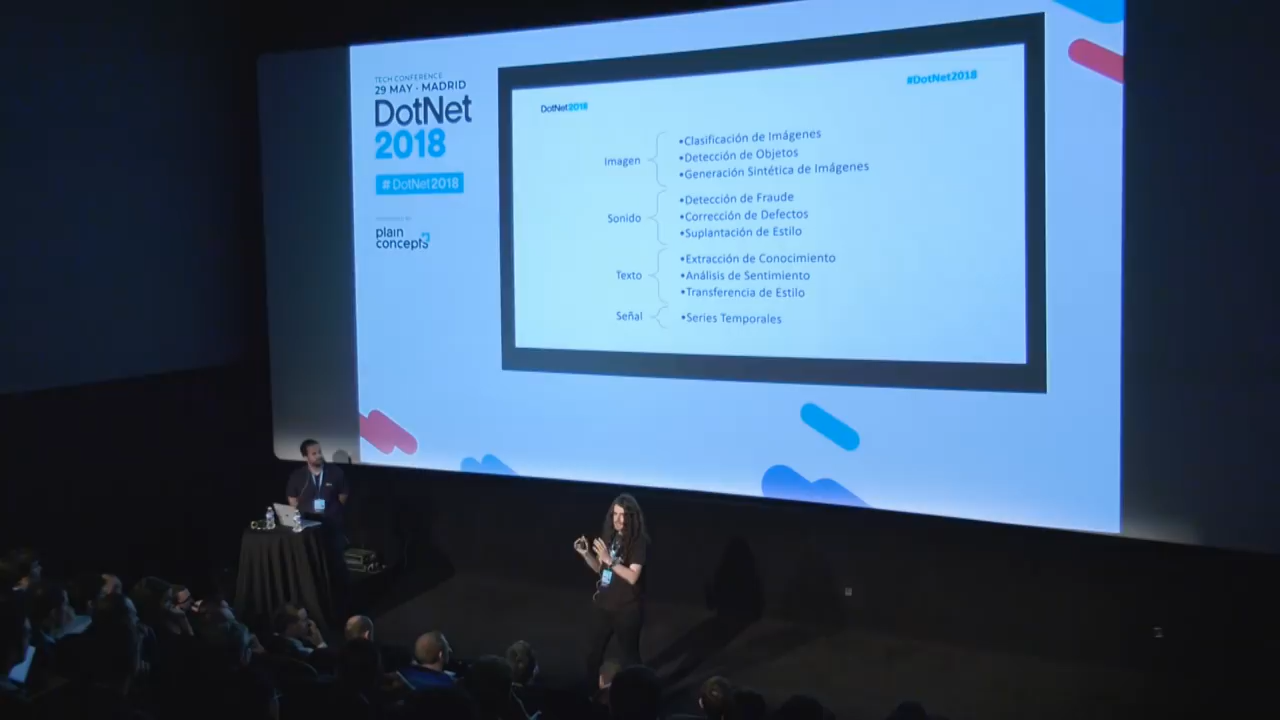 TECH CONFERENCE
29 MAY - MADRID
DotNet
2018
#DotNet2018
plain
concepts
DotNet2018
#DotNet2018
Imagen
•Clasificación de Imágenes
•Detección de Objetos
•Generación Sintética de Imágenes
Sonido
•Detección de Fraude
•Corrección de Defectos
•Suplantación de Estilo
Texto
•Extracción de Conocimiento
•Análisis de Sentimiento
•Transferencia de Estilo
Señal
•Series Temporales